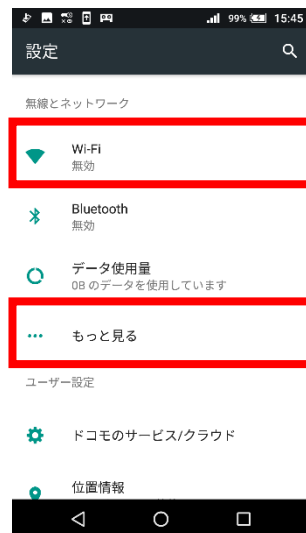 99% 15:45
設定
無線とネットワーク
Wi-Fi
無効
Bluetooth
無効
データ使用量
0B のデータを使用しています
もっと見る
ユーザー設定
ドコモのサービス/クラウド
位置情報